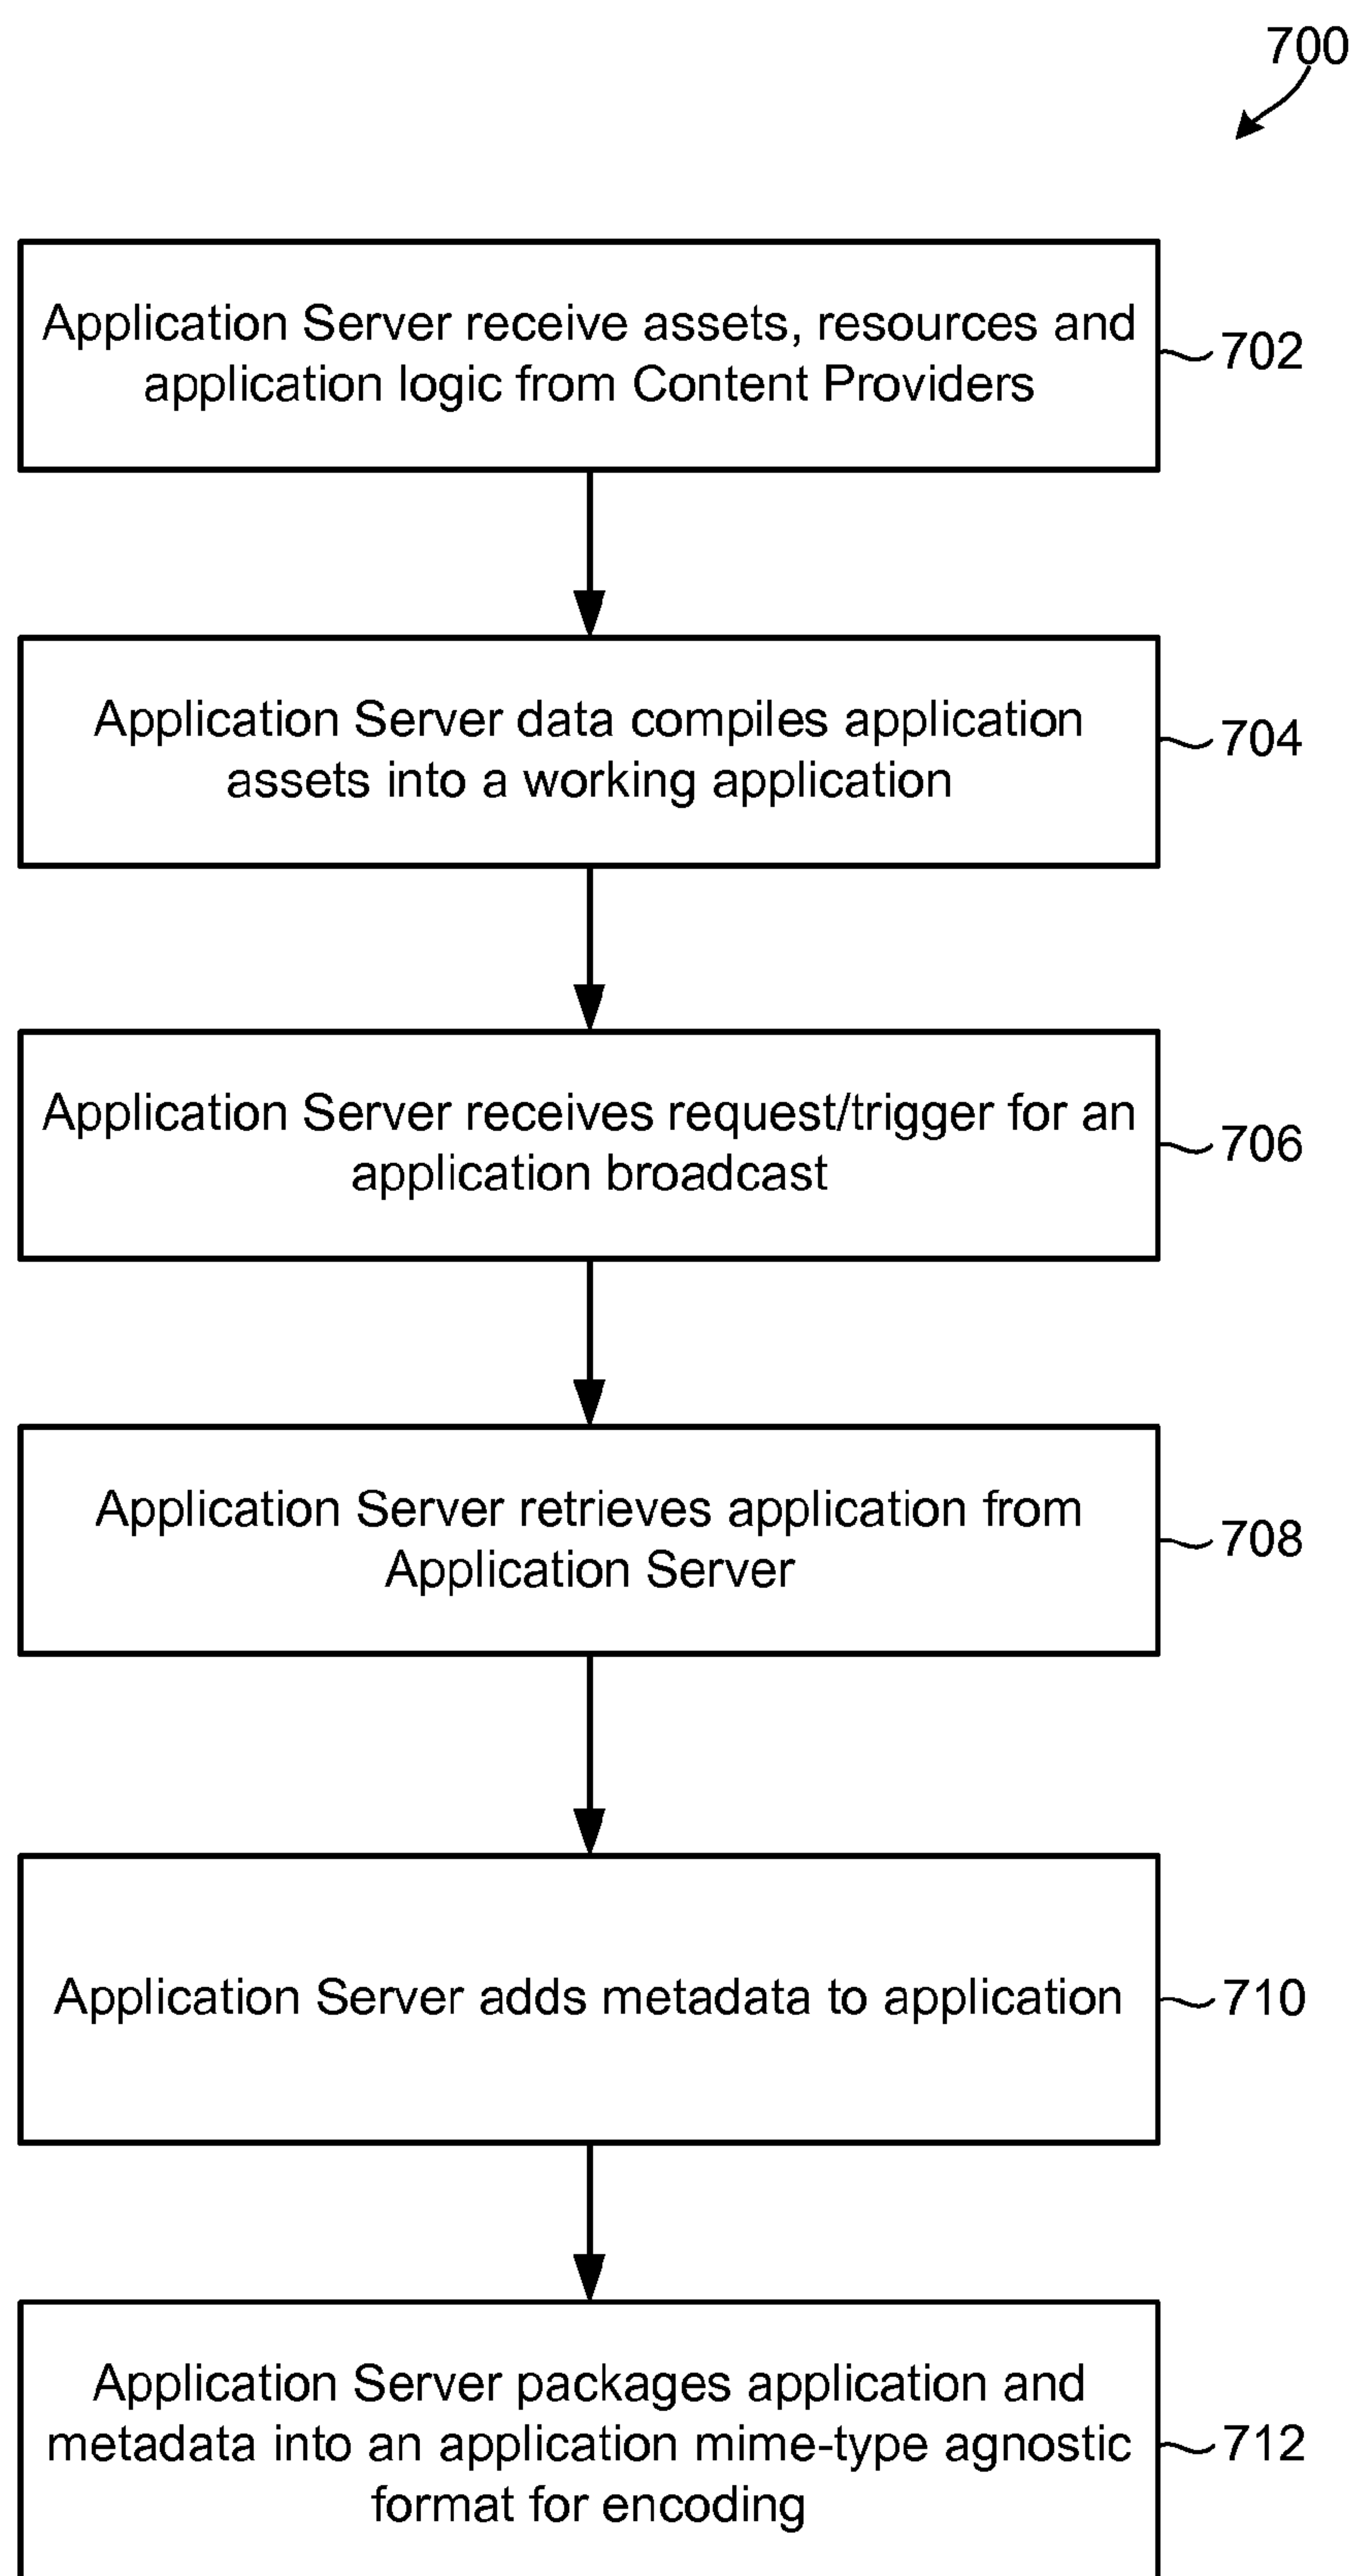 700
Application Server receive assets, resources and
application logic from Content Providers
702
Application Server data compiles application
assets into a working application
704
Application Server receives request/trigger for an
application broadcast
706
Application Server retrieves application from
Application Server
708
Application Server adds metadata to application
710
Application Server packages application and
metadata into an application mime-type agnostic
format for encoding
712